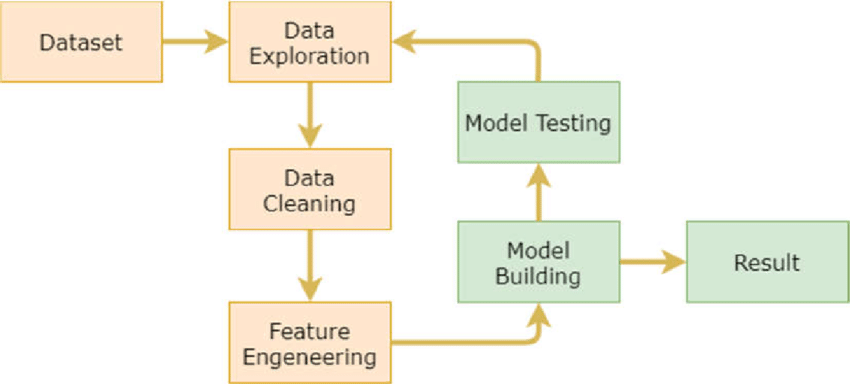 Dataset
Data
Exploration
Data
Cleaning
Feature
Engeneering
Model
Building
Model Testing
Result